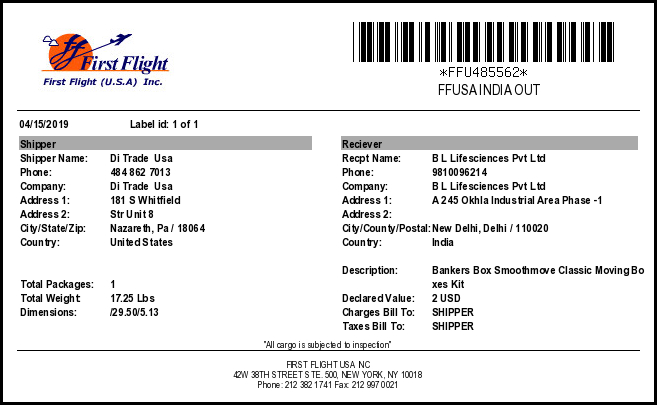 First Flight
First Flight (U.S.A) Inc.
*FFU485562*
FFUSA INDIA OUT
04/15/2019 Label id: 1 of 1
Shipper
Shipper Name: Di Trade Usa
Phone: 484 862 7013
Company: Di Trade Usa
Address 1: 181 S Whitfield
Address 2: Str Unit 8
City/State/Zip: Nazareth, Pa / 18064
Country: United States
Total Packages: 1
Total Weight: 17.25 Lbs
Dimensions: /29.50/5.13
Reciever
Recpt Name: B L Lifesciences Pvt Ltd
Phone: 9810096214
Company: B L Lifesciences Pvt Ltd
Address 1: A 245 Okhla Industrial Area Phase -1
Address 2:
City/County/Postal: New Delhi, Delhi / 110020
Country: India
Description: Bankers Box Smoothmove Classic Moving Bo
xes Kit
Declared Value: 2 USD
Charges Bill To: SHIPPER
Taxes Bill To: SHIPPER
"All cargo is subjected to inspection"
FIRST FLIGHT USA INC
42W 38TH STREET STE. 500, NEW YORK, NY 10018
Phone: 212 382 1741 Fax: 212 997 0021